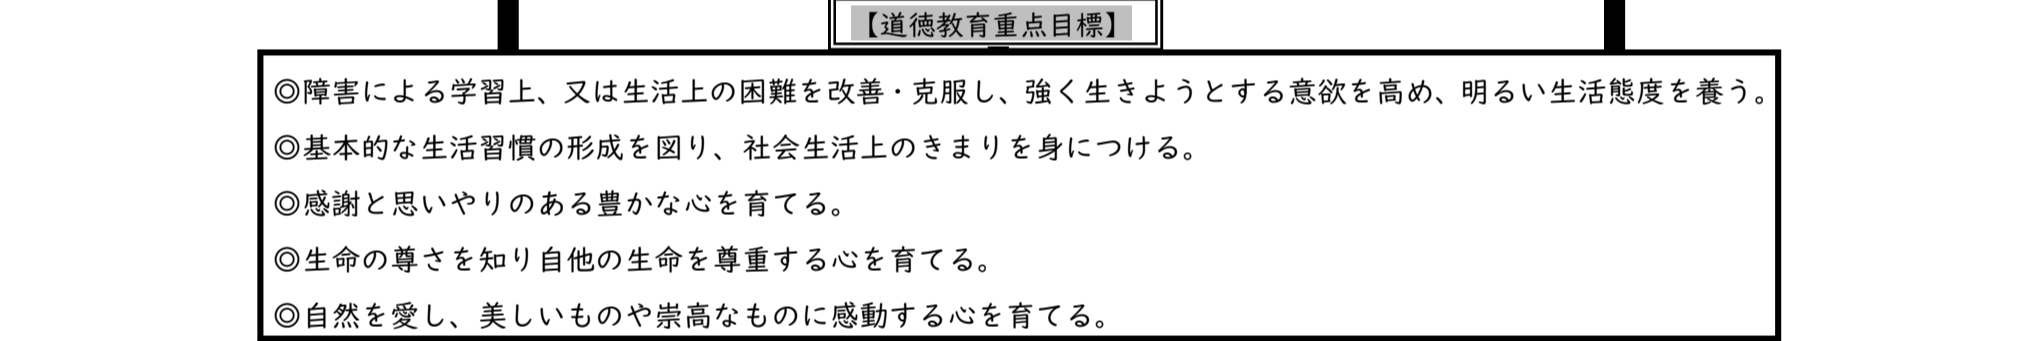 【道徳教育重点目標】
◎障害による学習上、又は生活上の困難を改善・克服し、強く生きようとする意欲を高め、明るい生活態度を養う。
◎基本的な生活習慣の形成を図り、社会生活上のきまりを身につける。
◎感謝と思いやりのある豊かな心を育てる。
◎生命の尊さを知り自他の生命を尊重する心を育てる。
◎自然を愛し、美しいものや崇高なものに感動する心を育てる。